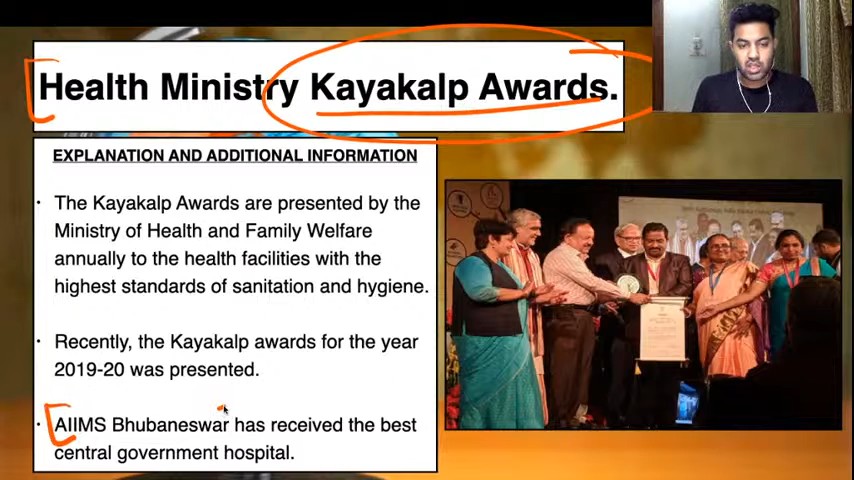 Health Ministry Kayakalp Awards.
EXPLANATION AND ADDITIONAL INFORMATION
· The Kayakalp Awards are presented by the
Ministry of Health and Family Welfare
annually to the health facilities with the
highest standards of sanitation and hygiene.
· Recently, the Kayakalp awards for the year
2019-20 was presented.
· AIIMS Bhubaneswar has received the best
central government hospital.